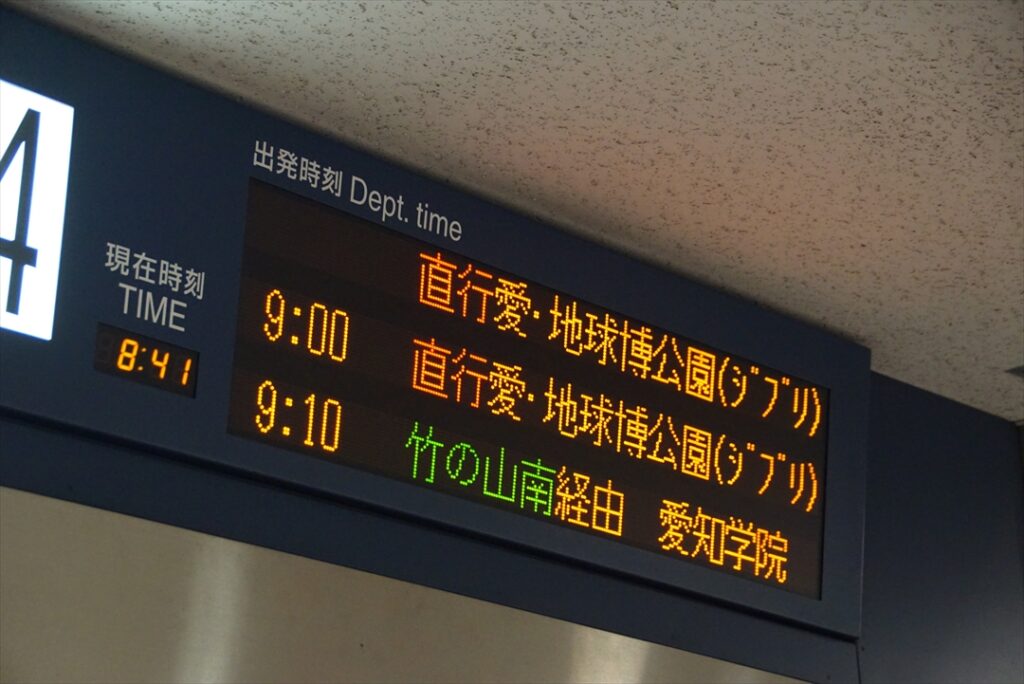 4
現在時刻
TIME
8:41
出発時刻 Dept. time
直行愛・地球博公園(ジブリ)
9:00 直行愛・地球博公園(ジブリ)
9:10 竹の山南経由 愛知学院